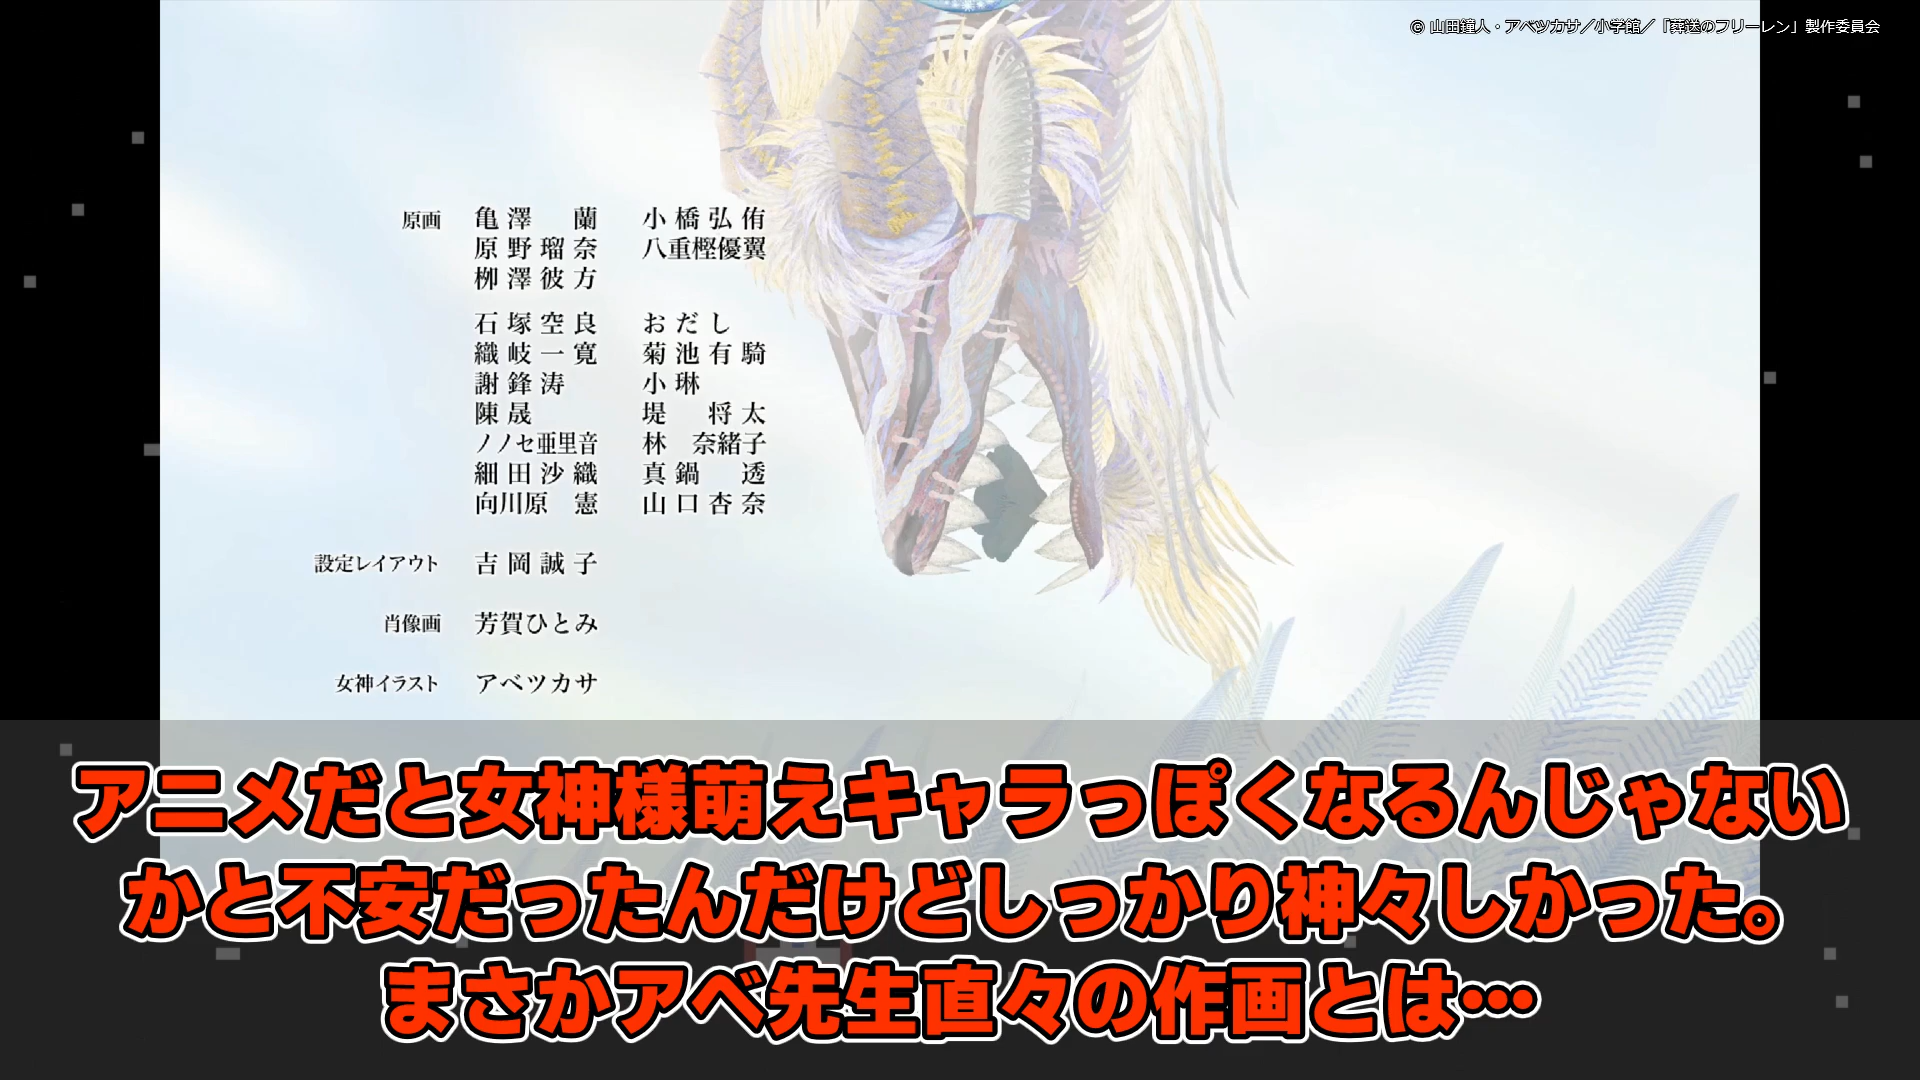 © 山田鐘人・アベツカサ／小学館／「葬送のフリーレン」製作委員会
原画 亀澤　蘭 小橋弘侑
原野瑠奈 八重樫優翼
栁澤彼方
石塚空良 おだし
織岐一寛 菊池有騎
謝鋒涛 小琳
陳晟 堤　将太
ノノセ亜里音 林　奈緒子
細田沙織 真鍋　透
向川原　憲 山口杏奈
設定レイアウト 吉岡誠子
肖像画 芳賀ひとみ
女神イラスト アベツカサ
アニメだと女神様萌えキャラっぽくなるんじゃない
かと不安だったんだけどしっかり神々しかった。
まさかアベ先生直々の作画とは…